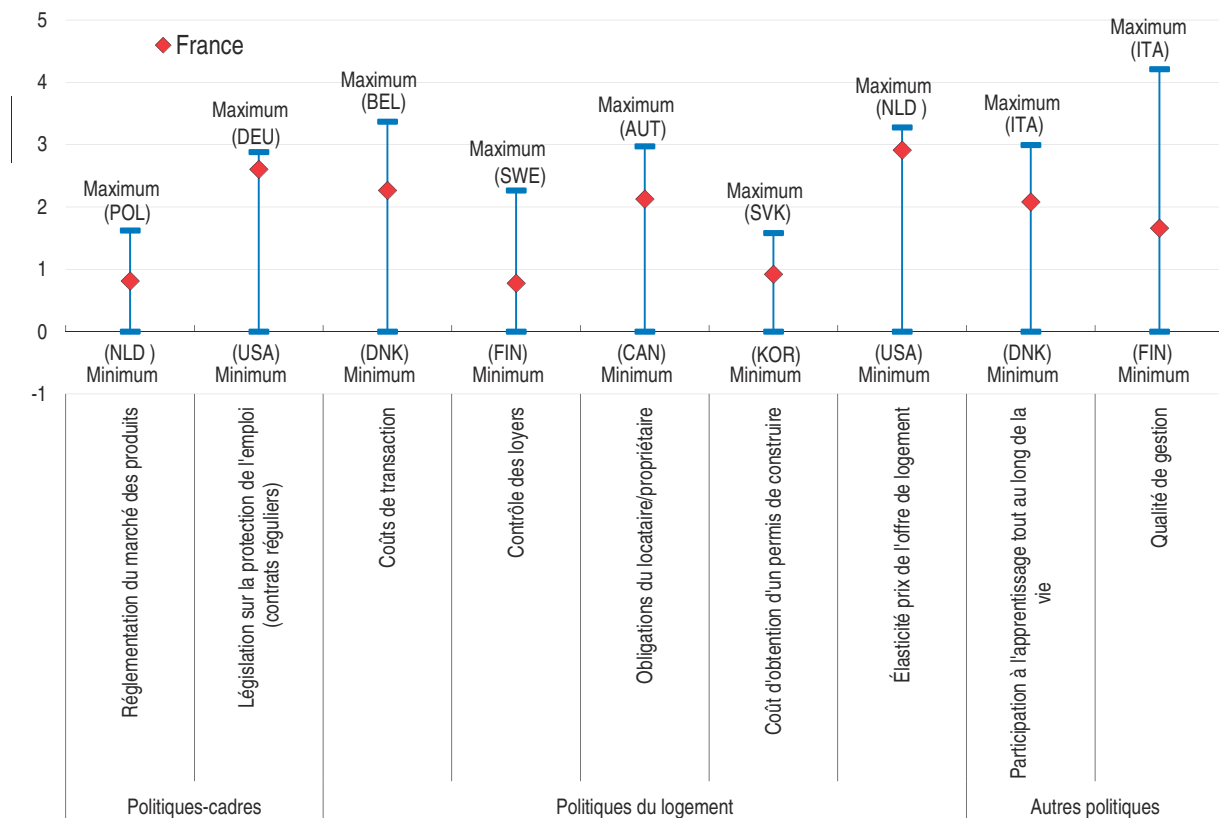 5
4
3
2
1
0
-1
France
Maximum
(POL)
Maximum
(DEU)
Maximum
(BEL)
Maximum
(SWE)
Maximum
(AUT)
Maximum
(SVK)
Maximum
(NLD )
Maximum
(ITA)
Maximum
(ITA)
(NLD )
Minimum
(USA)
Minimum
(DNK)
Minimum
(FIN)
Minimum
(CAN)
Minimum
(KOR)
Minimum
(USA)
Minimum
(DNK)
Minimum
(FIN)
Minimum
Réglementation du marché des produits
Législation sur la protection de l'emploi
(contrats réguliers)
Coûts de transaction
Contrôle des loyers
Obligations du locataire/propriétaire
Coût d'obtention d'un permis de construire
Élasticité prix de l'offre de logement
Participation à l'apprentissage tout au long de la
vie
Qualité de gestion
Politiques-cadres
Politiques du logement
Autres politiques